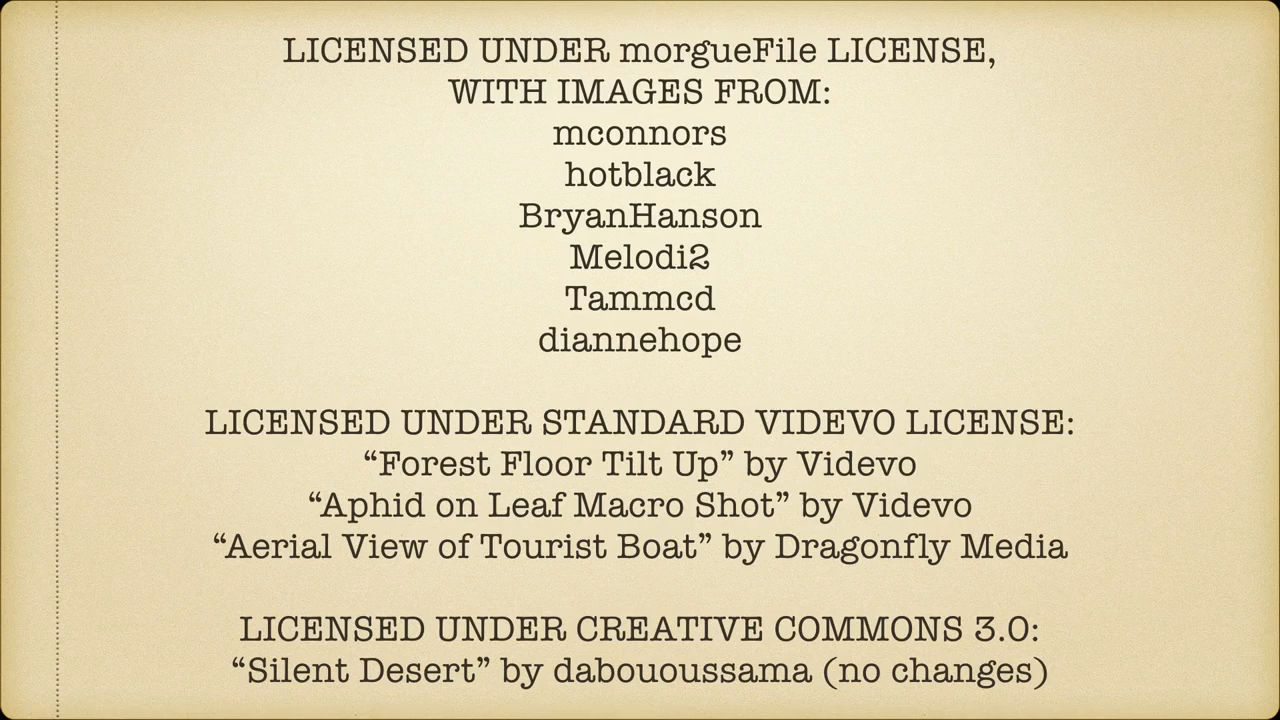 LICENSED UNDER morgueFile LICENSE,
WITH IMAGES FROM:
mconnors
hotblack
BryanHanson
Melodi2
Tammcd
diannehope
LICENSED UNDER STANDARD VIDEVO LICENSE:
“Forest Floor Tilt Up” by Videvo
“Aphid on Leaf Macro Shot” by Videvo
“Aerial View of Tourist Boat” by Dragonfly Media
LICENSED UNDER CREATIVE COMMONS 3.0:
“Silent Desert” by dabououssama (no changes)